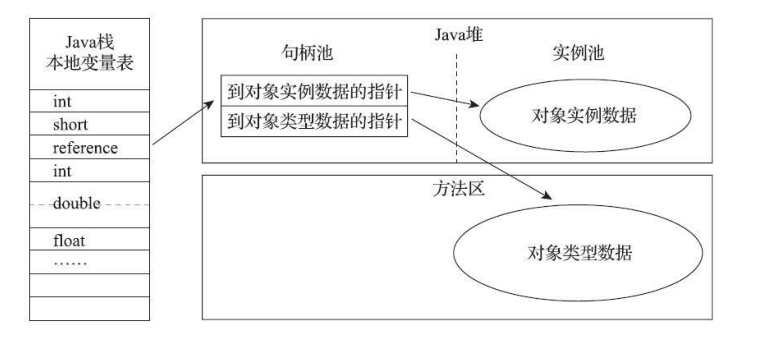 Java栈
本地变量表
int
short
reference
int
double
float
……
Java堆
句柄池
实例池
到对象实例数据的指针
到对象类型数据的指针
对象实例数据
方法区
对象类型数据